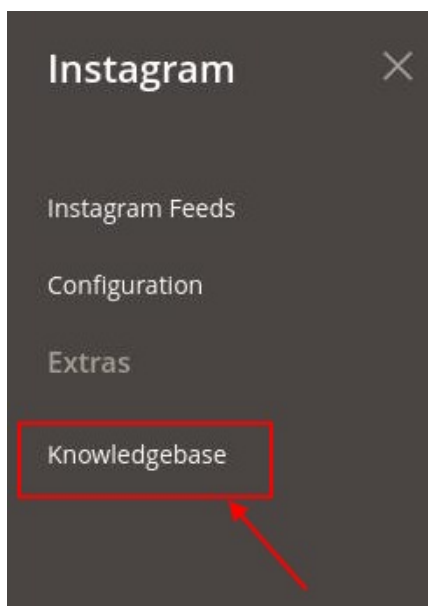 Instagram
Instagram Feeds
Configuration
Extras
Knowledgebase